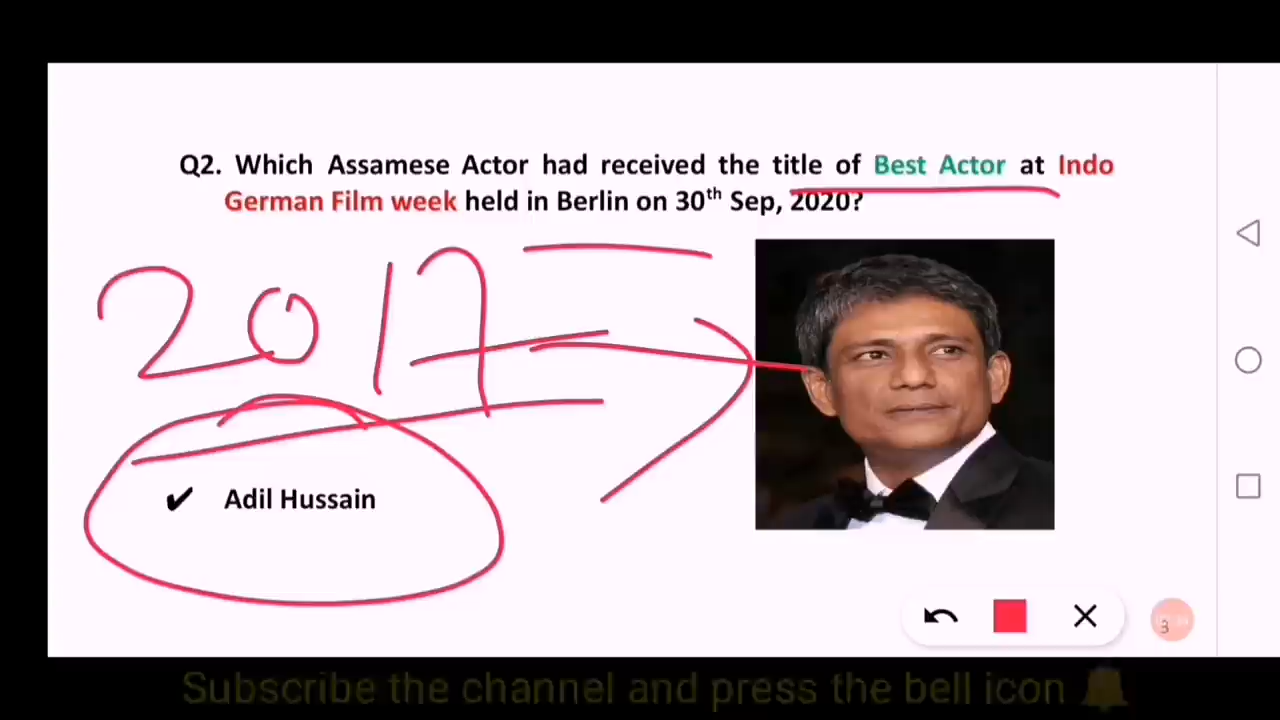 Q2. Which Assamese Actor had received the title of Best Actor at Indo
German Film week held in Berlin on 30th Sep, 2020?
2017
✔ Adil Hussain
3
Subscribe the channel and press the bell icon 🔔